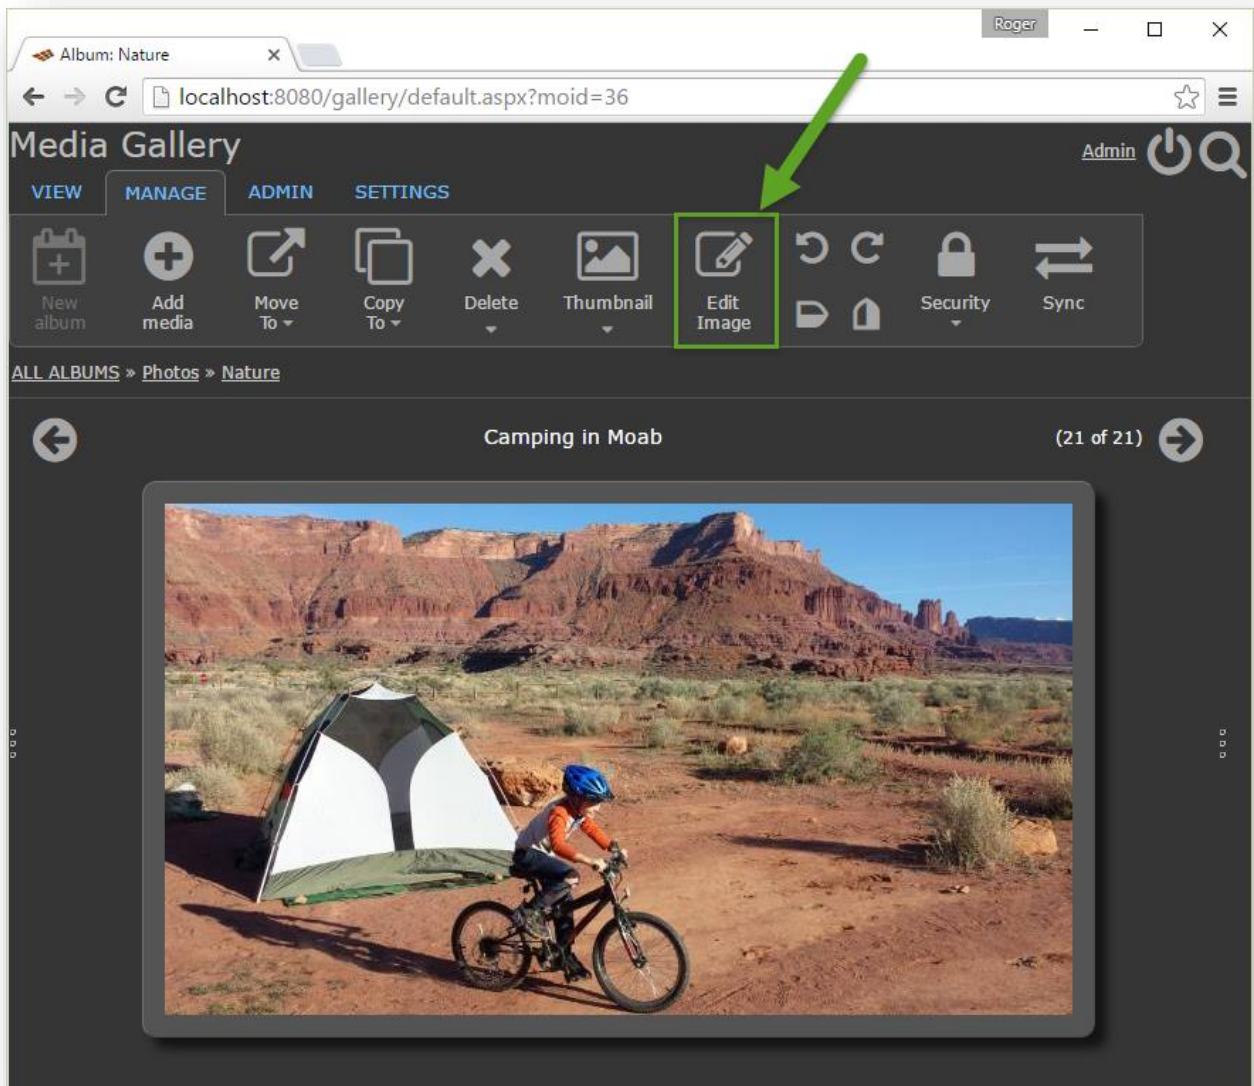 Roger
Album: Nature
localhost:8080/gallery/default.aspx?moid=36
Media Gallery
Admin
VIEW MANAGE ADMIN SETTINGS
New album
Add media
Move To
Copy To
Delete
Thumbnail
Edit Image
Security
Sync
ALL ALBUMS » Photos » Nature
Camping in Moab
(21 of 21)